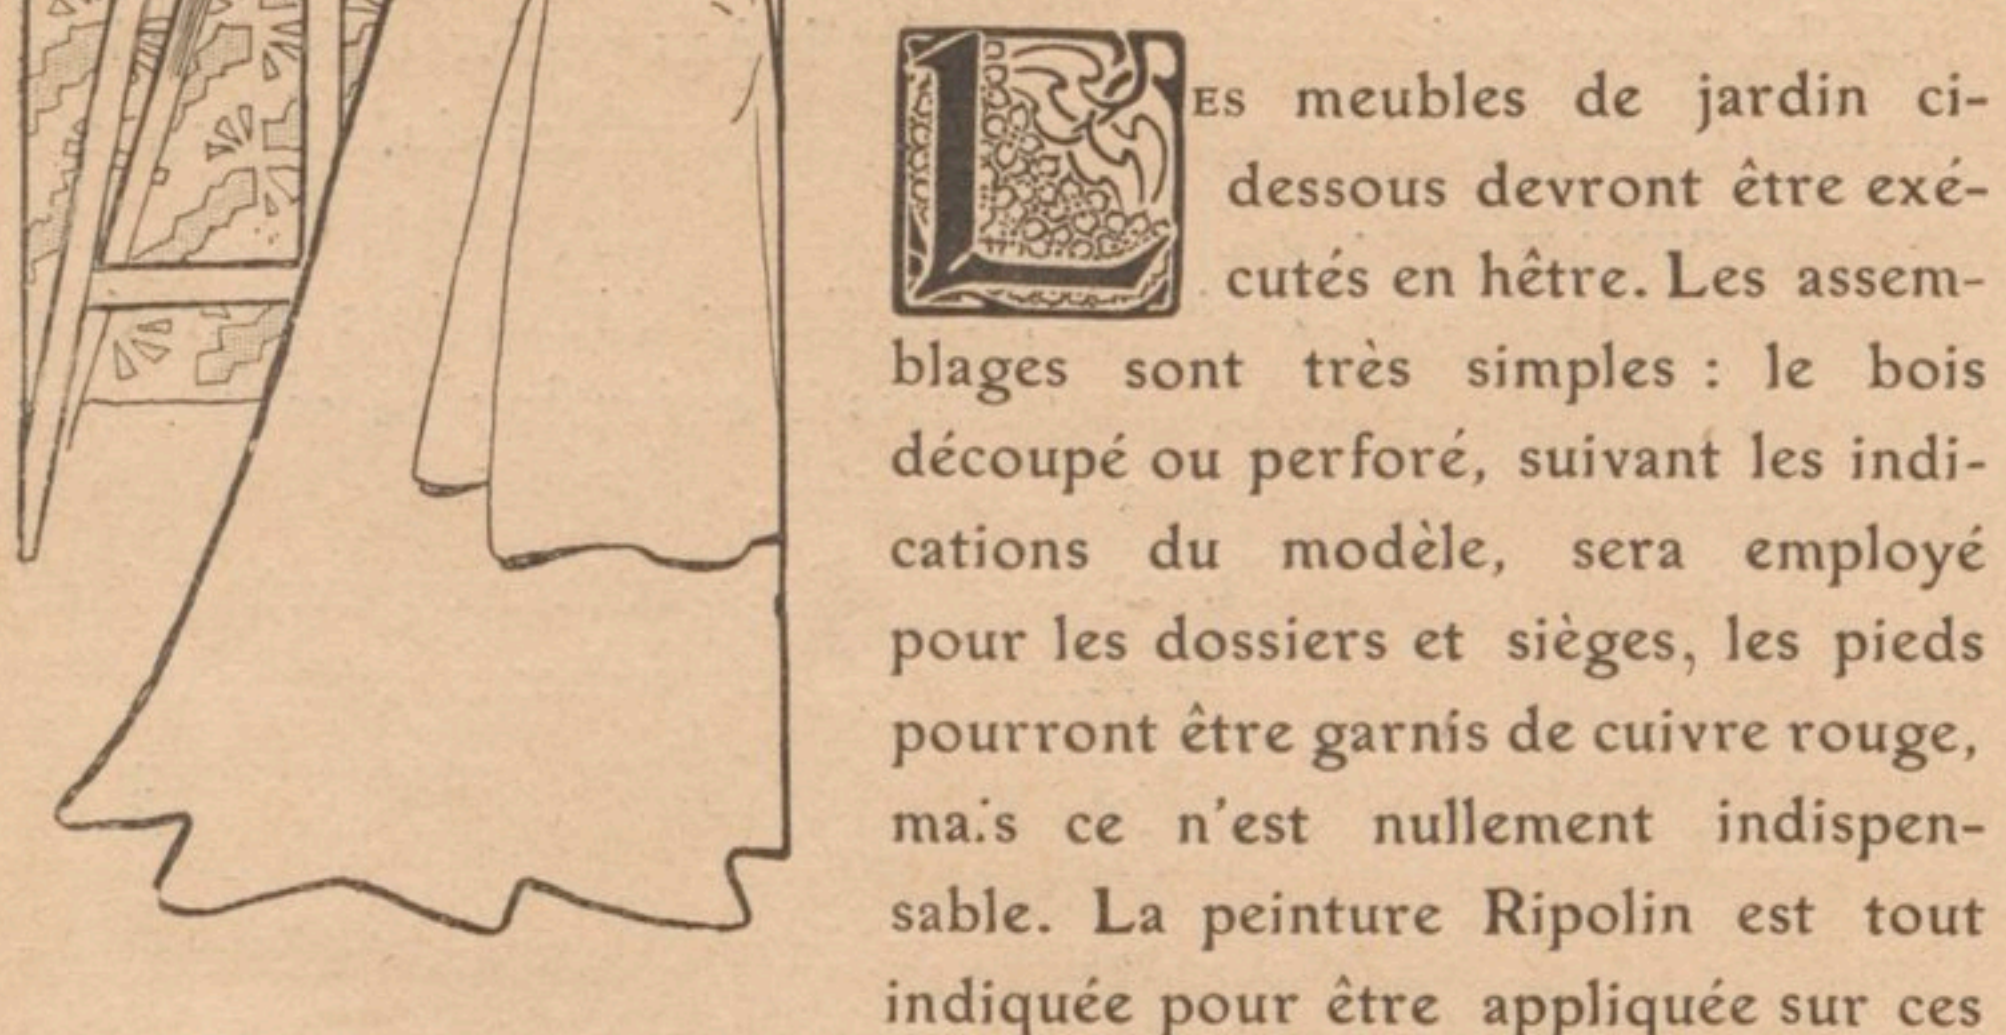 LES meubles de jardin ci-
dessous devront être exé-
cutés en hêtre. Les assem-
blages sont très simples : le bois
découpé ou perforé, suivant les indi-
cations du modèle, sera employé
pour les dossiers et sièges, les pieds
pourront être garnis de cuivre rouge,
mais ce n'est nullement indispen-
sable. La peinture Ripolin est tout
indiquée pour être appliquée sur ces